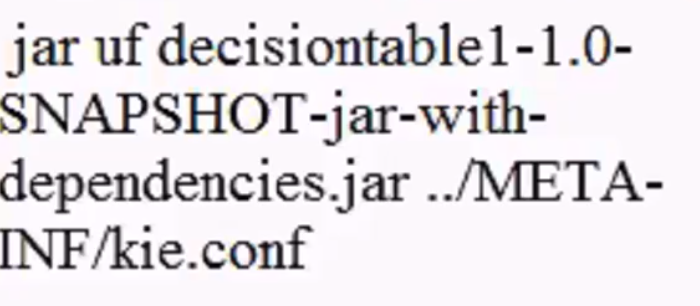 jar uf decisiontable1-1.0-
SNAPSHOT-jar-with-
dependencies.jar ../META-
INF/kie.conf